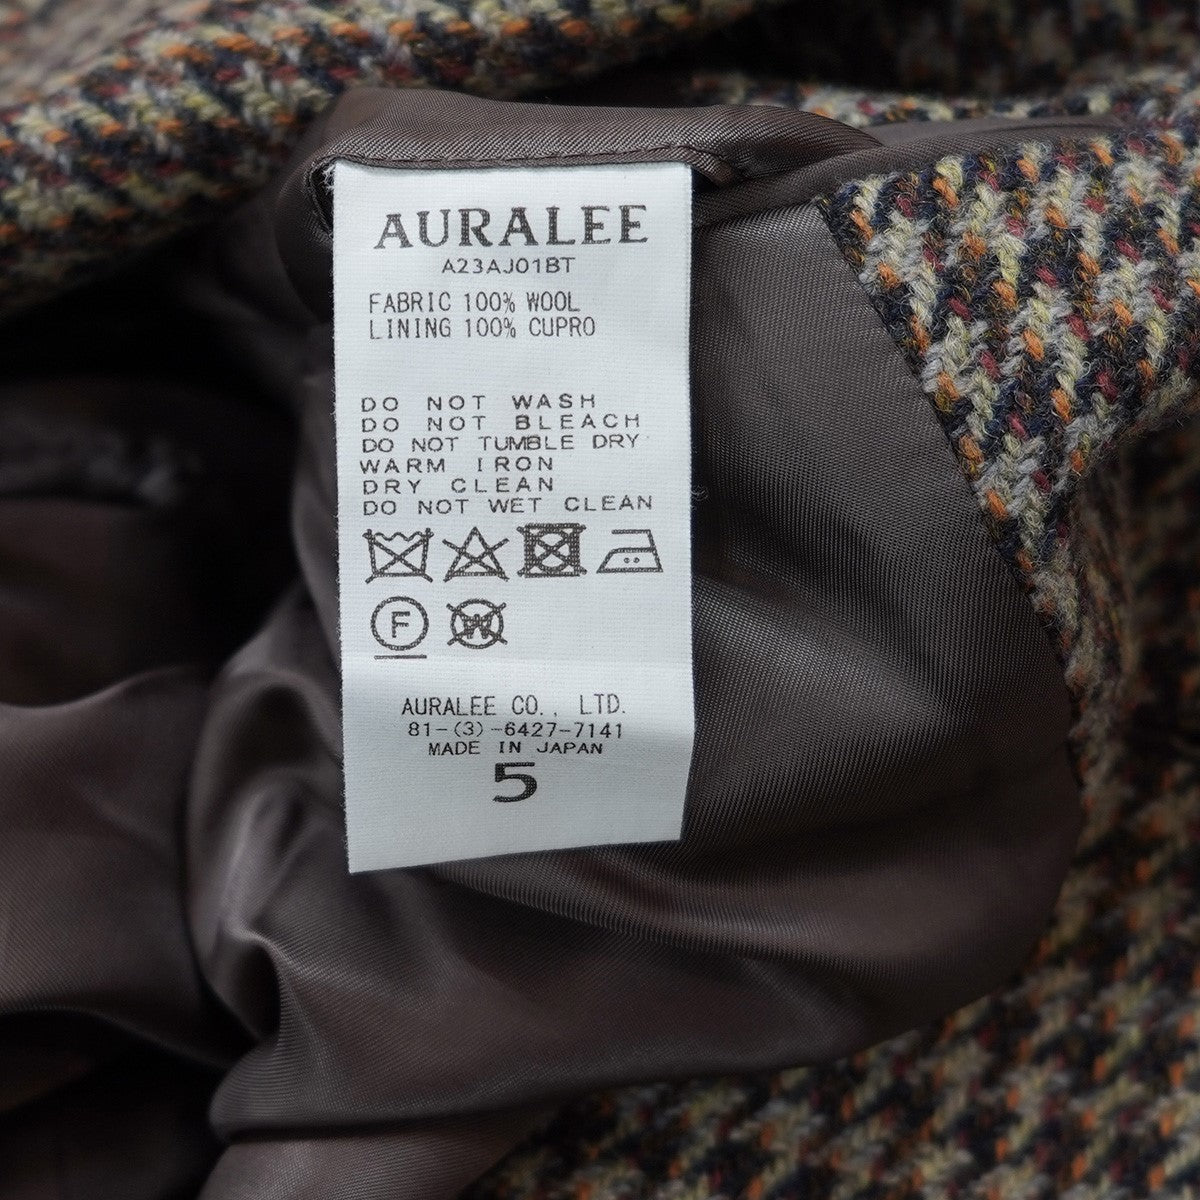 AURALEE
A23AJ01BT
FABRIC 100% WOOL
LINING 100% CUPRO
DO NOT WASH
DO NOT BLEACH
DO NOT TUMBLE DRY
WARM IRON
DRY CLEAN
DO NOT WET CLEAN
F W
AURALEE CO., LTD.
81-(3)-6427-7141
MADE IN JAPAN
5